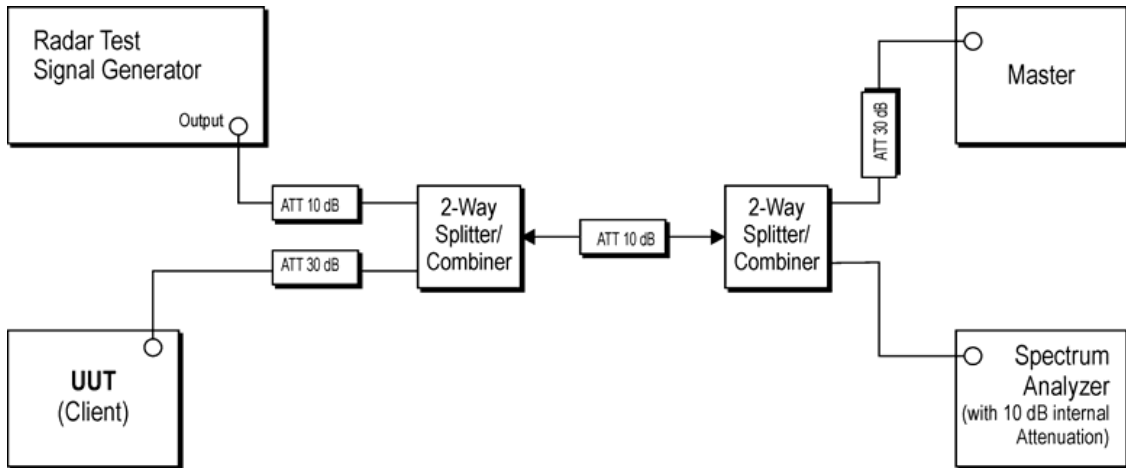 Radar Test
Signal Generator
Output
ATT 10 dB
2-Way
Splitter/
Combiner
ATT 30 dB
ATT 10 dB
2-Way
Splitter/
Combiner
ATT 30 dB
Master
UUT
(Client)
Spectrum
Analyzer
(with 10 dB internal
Attenuation)